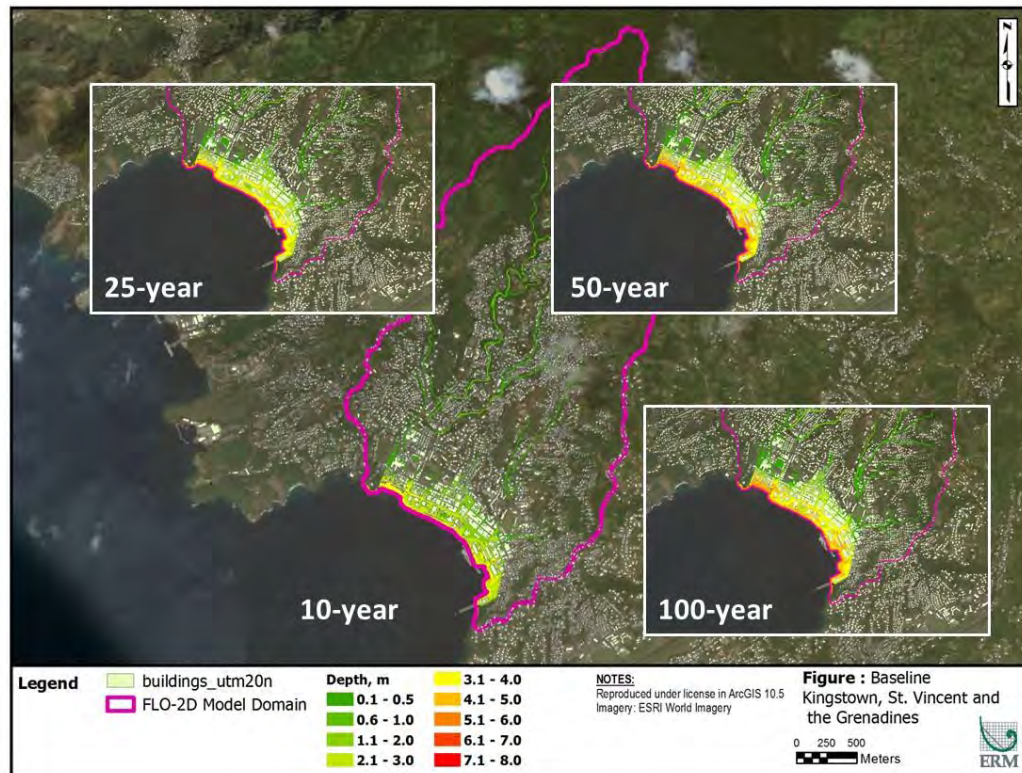 N
25-year
50-year
10-year
100-year
Legend
buildings_utm20n
FLO-2D Model Domain
Depth, m
0.1 - 0.5
0.6 - 1.0
1.1 - 2.0
2.1 - 3.0
3.1 - 4.0
4.1 - 5.0
5.1 - 6.0
6.1 - 7.0
7.1 - 8.0
NOTES:
Reproduced under license in ArcGIS 10.5
Imagery: ESRI World Imagery
Figure : Baseline
Kingstown, St. Vincent and
the Grenadines
0 250 500
Meters
ERM